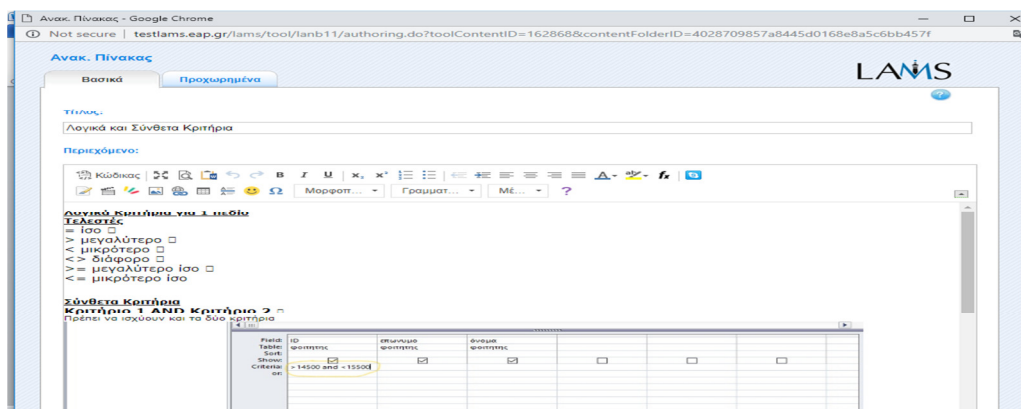 Ανακ. Πίνακας - Google Chrome
Not secure | testlams.eap.gr/lams/tool/lanb11/authoring.do?toolContentID=162868&contentFolderID=4028709857a8445d0168e8a5c6bb457f
Ανακ. Πίνακας
Βασικά Προχωρημένα
LAMS
Τίτλος:
Λογικά και Σύνθετα Κριτήρια
Περιεχόμενο:
Κώδικας
Μορφοπ... Γραμματ... Μέ...
Λογικά Κριτήρια για 1 πεδίο
Τελεστές
= ίσο
> μεγαλύτερο
< μικρότερο
<> διάφορο
>= μεγαλύτερο ίσο
<= μικρότερο ίσο
Σύνθετα Κριτήρια
Κριτήριο 1 AND Κριτήριο 2
Πρέπει να ισχύουν και τα δύο κριτήρια
Field: ID επώνυμο όνομα
Table: φοιτητης φοιτητης φοιτητης
Sort:
Show:
Criteria: >14500 and <15500
or: